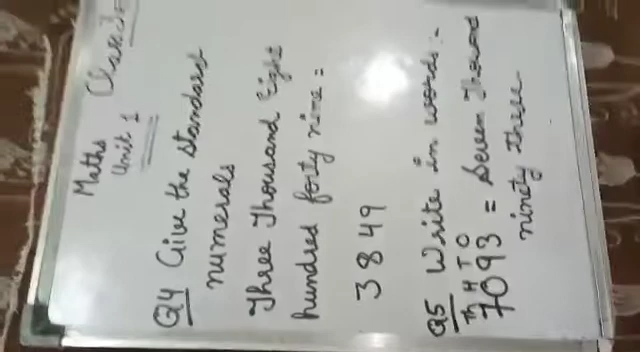 Maths Class 3
Unit 1
Q4 Give the standard
numerals
Three Thousand Eight
hundred forty nine =
3849
Q5 Write in words:-
Th H T O
7093 = Seven Thousand
ninety three